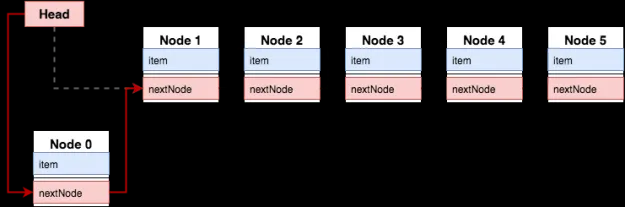 Head
Node 1
item
nextNode
Node 2
item
nextNode
Node 3
item
nextNode
Node 4
item
nextNode
Node 5
item
nextNode
Node 0
item
nextNode